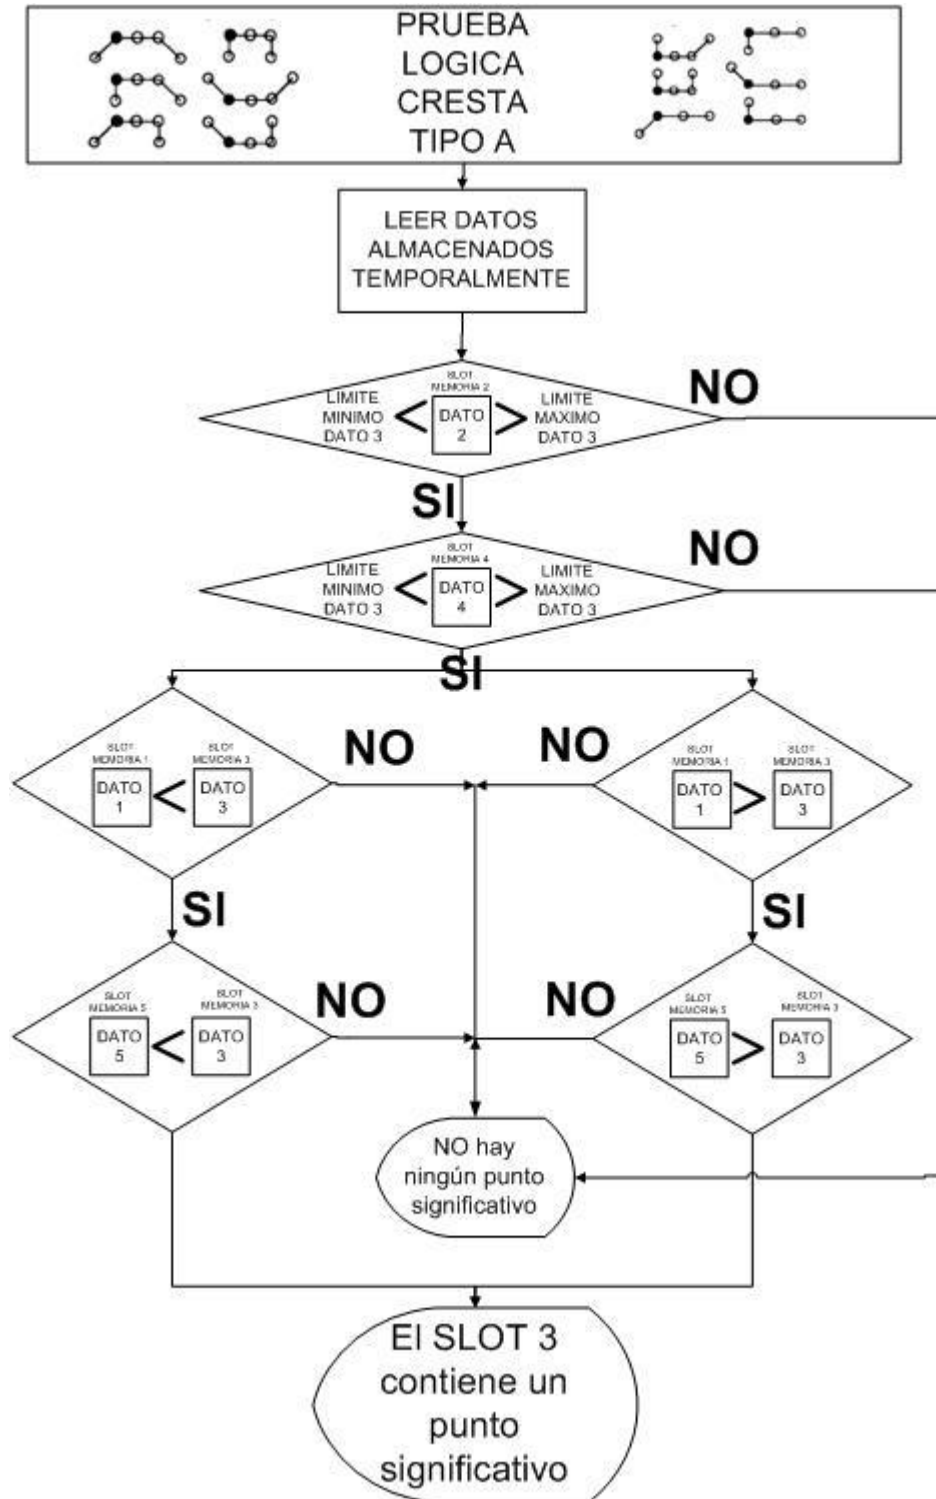 PRUEBA
LOGICA
CRESTA
TIPO A
LEER DATOS
ALMACENADOS
TEMPORALMENTE
SLOT
MEMORIA 2
LIMITE
MINIMO
DATO 3
<
DATO
2
>
LIMITE
MAXIMO
DATO 3
NO
SI
SLOT
MEMORIA 4
LIMITE
MINIMO
DATO 3
<
DATO
4
>
LIMITE
MAXIMO
DATO 3
NO
SI
SLOT
MEMORIA 1
DATO
1
<
SLOT
MEMORIA 3
DATO
3
NO
NO
SLOT
MEMORIA 1
DATO
1
>
SLOT
MEMORIA 3
DATO
3
SI
SI
SLOT
MEMORIA 5
DATO
5
<
SLOT
MEMORIA 3
DATO
3
NO
NO
SLOT
MEMORIA 5
DATO
5
>
SLOT
MEMORIA 3
DATO
3
NO hay
ningún punto
significativo
El SLOT 3
contiene un
punto
significativo